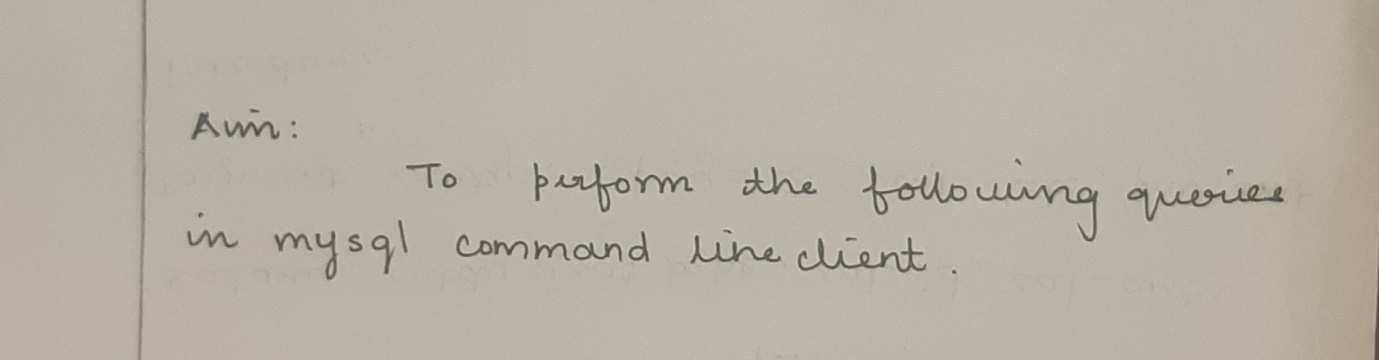 Aim:
To perform the following queries
in mysql command line client.